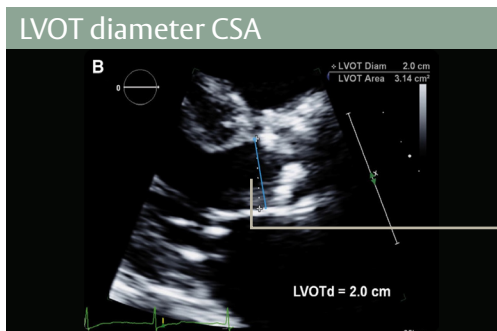 LVOT diameter CSA
B
LVOT Diam 2.0 cm
LVOT Area 3.14 cm²
0
LVOTd = 2.0 cm